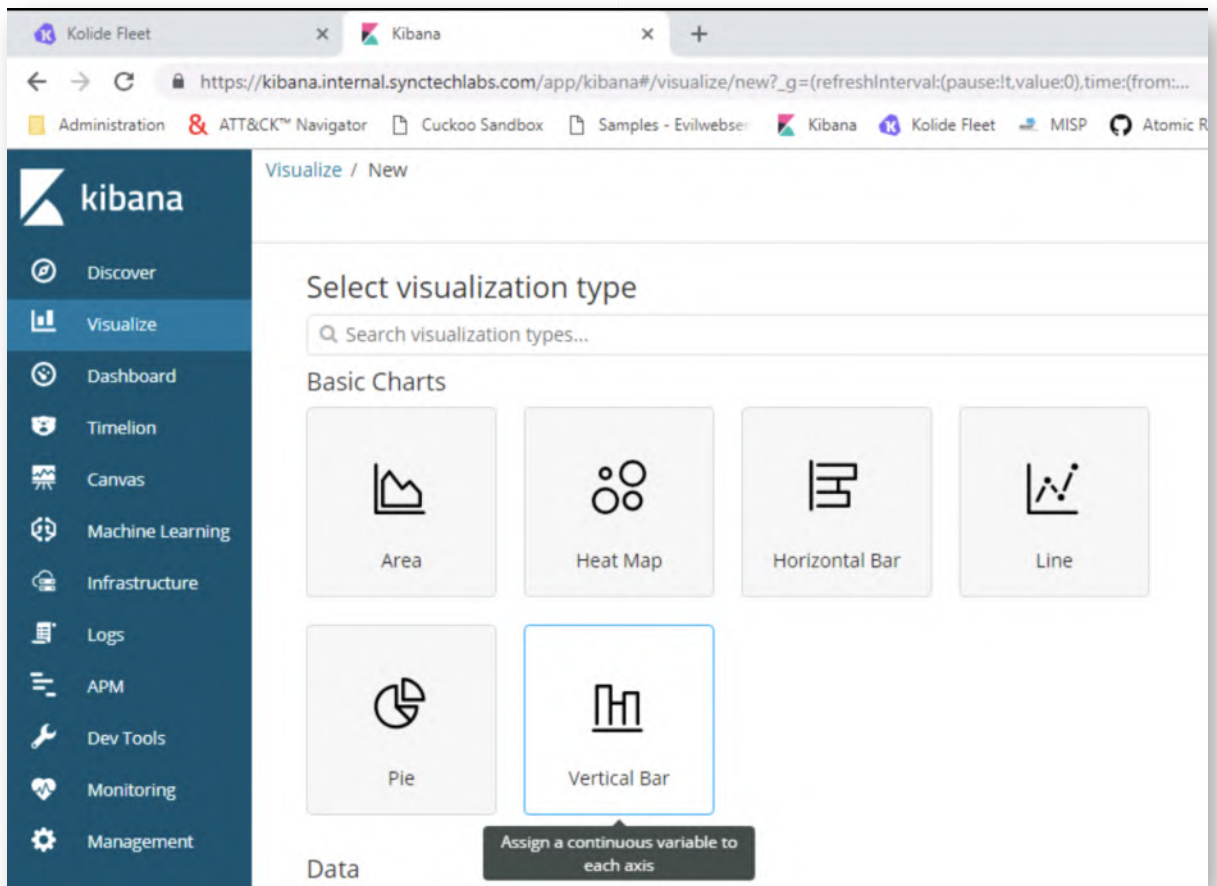 Kolide Fleet
Kibana
https://kibana.internal.synctechlabs.com/app/kibana#/visualize/new?_g=(refreshInterval:(pause:!t,value:0),time:(from:...
Administration ATT&CK™ Navigator Cuckoo Sandbox Samples - Evilwebser Kibana Kolide Fleet MISP Atomic R
kibana
Visualize / New
Discover
Visualize
Dashboard
Timelion
Canvas
Machine Learning
Infrastructure
Logs
APM
Dev Tools
Monitoring
Management
Select visualization type
Search visualization types...
Basic Charts
Area Heat Map Horizontal Bar Line
Pie Vertical Bar
Assign a continuous variable to
each axis
Data